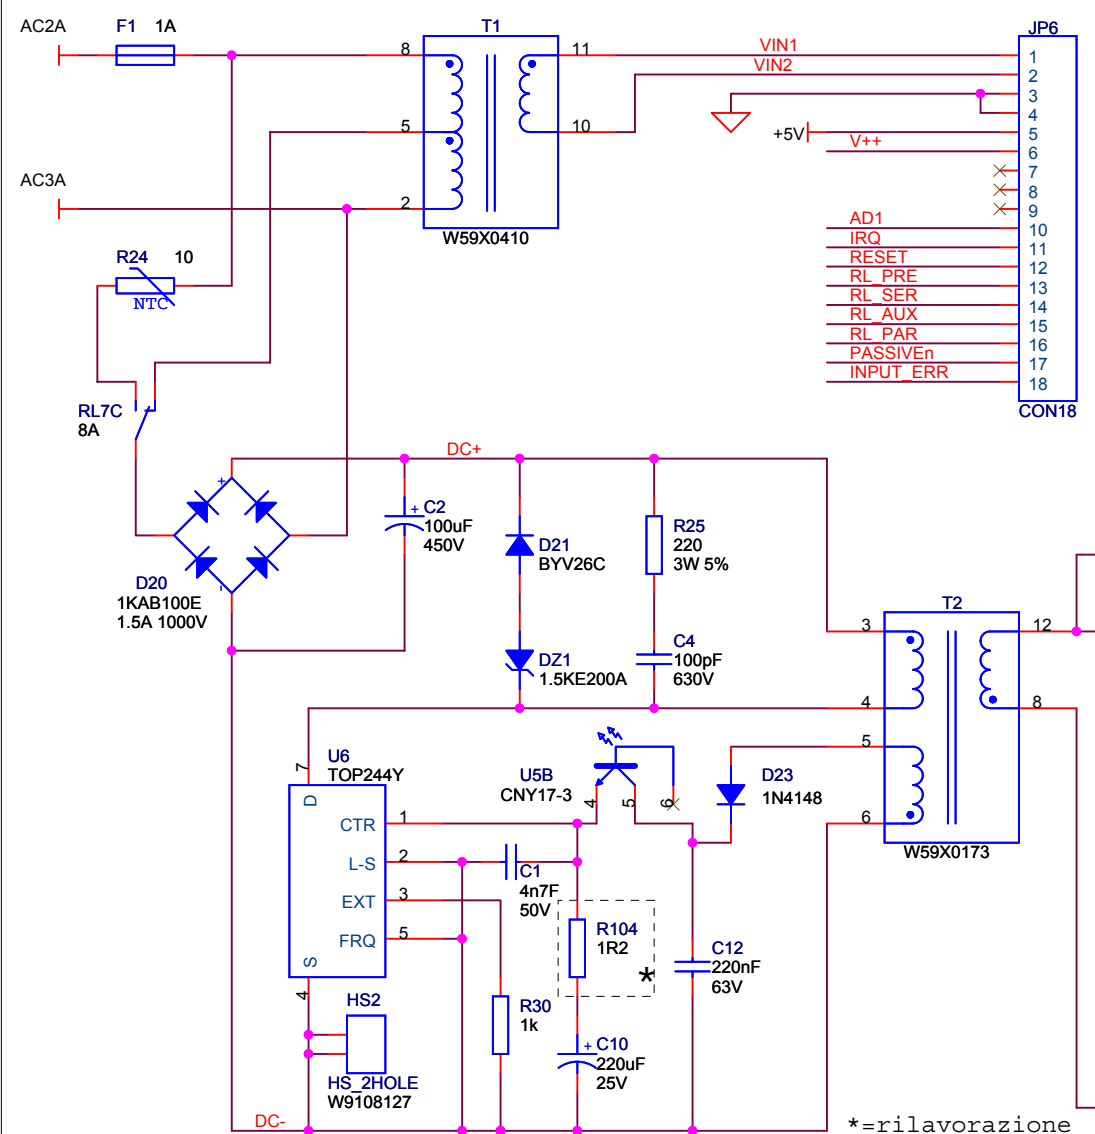 AC2A
F1 1A
T1
JP6
8
11
VIN1
1
VIN2
2
3
4
5
10
+5V
5
V++
6
7
AC3A
2
8
9
W59X0410
AD1
10
IRQ
11
R24 10
RESET
12
NTC
RL_PRE
13
RL_SER
14
RL_AUX
15
RL_PAR
16
PASSIVEn
17
INPUT_ERR
18
RL7C
8A
CON18
DC+
+
+
C2
100uF
450V
R25
220
3W 5%
D21
BYV26C
-
D20
1KAB100E
1.5A 1000V
T2
3
12
DZ1
1.5KE200A
C4
100pF
630V
4
8
5
U6
TOP244Y
7
D
U5B
CNY17-3
4
5
6
D23
1N4148
CTR
1
6
W59X0173
L-S
2
C1
4n7F
50V
EXT
3
FRQ
5
R104
1R2
*
C12
220nF
63V
S
4
HS2
R30
1k
+
C10
220uF
25V
HS_2HOLE
W9108127
DC-
*=rilavorazione